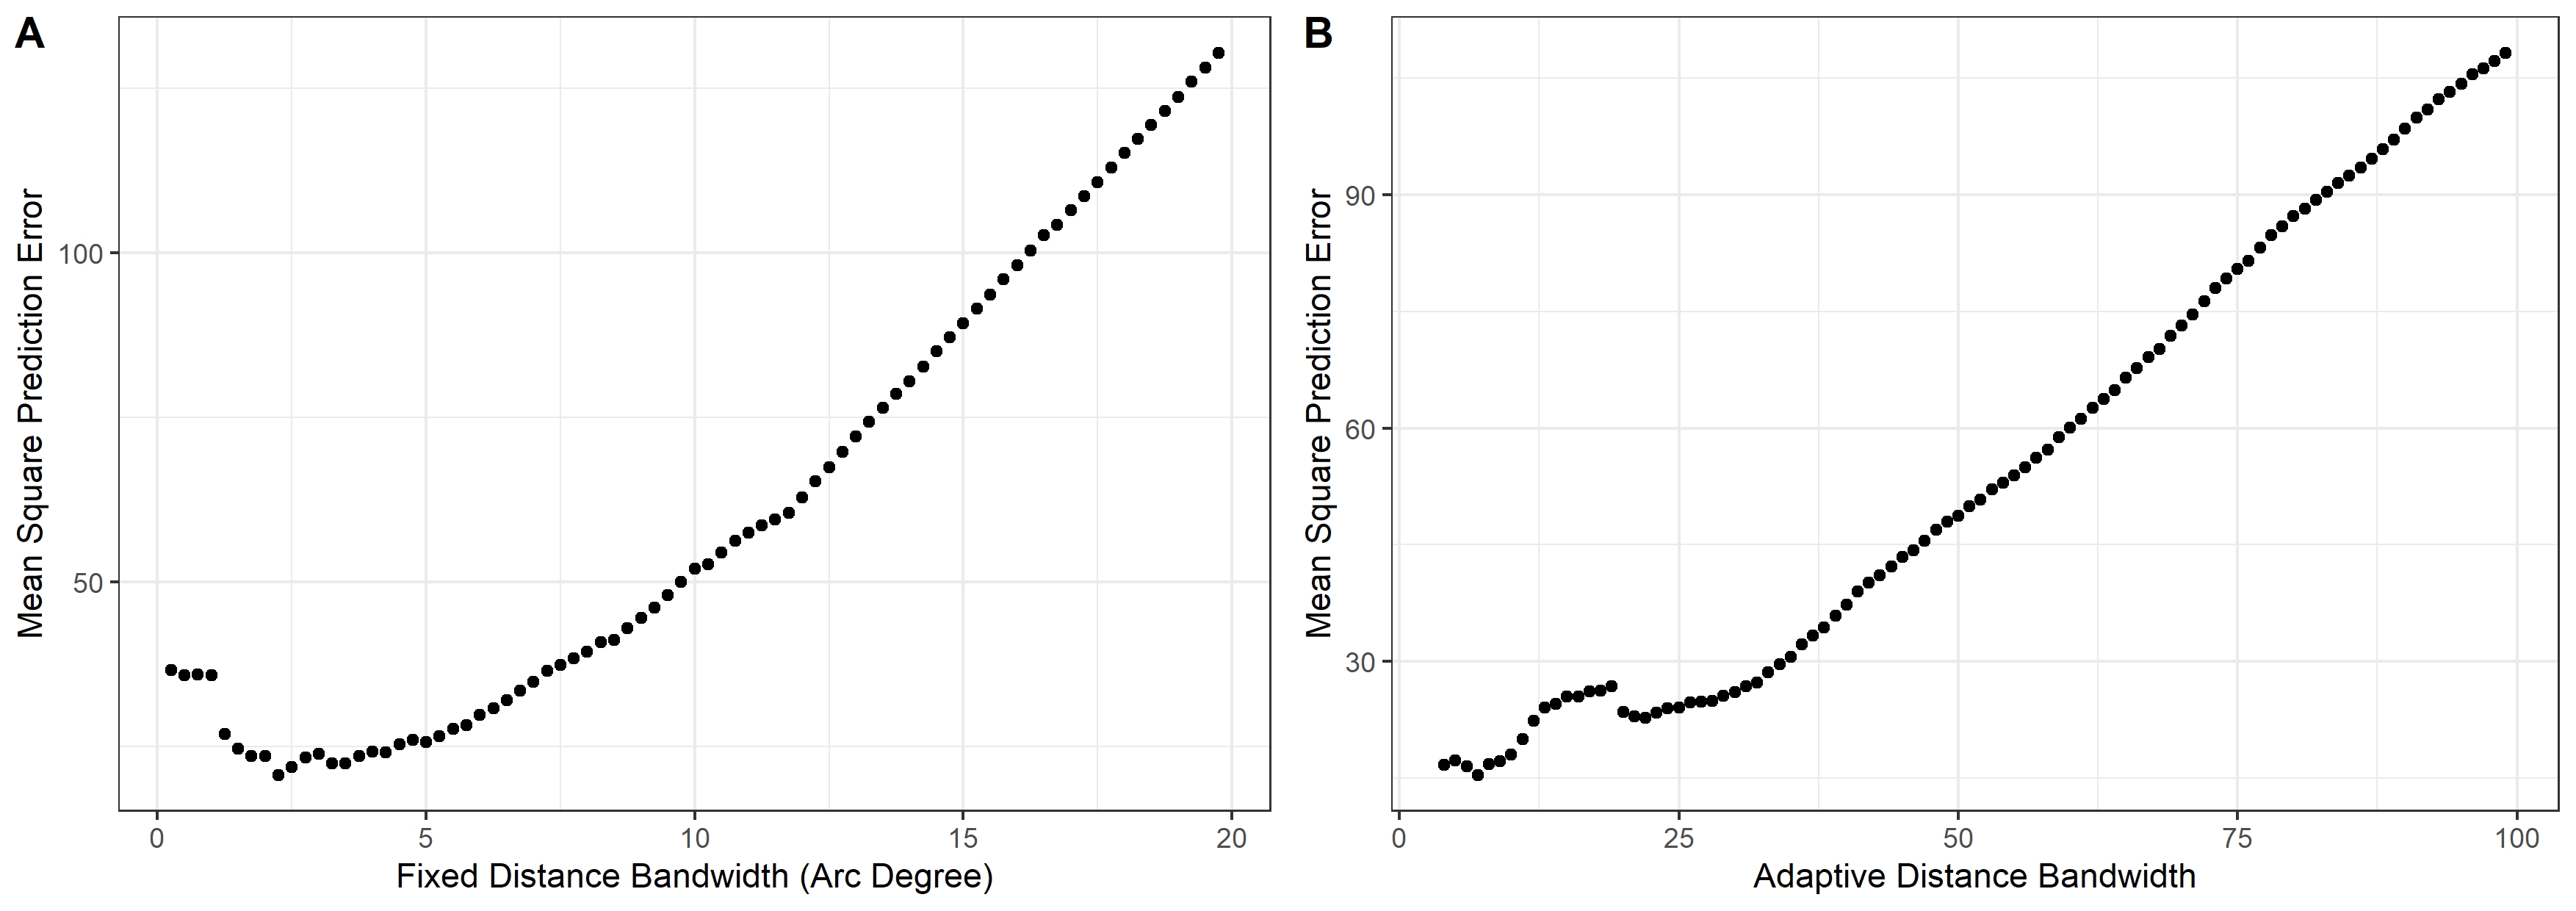 A
Mean Square Prediction Error
100
50
0
5
10
15
20
Fixed Distance Bandwidth (Arc Degree)
B
Mean Square Prediction Error
90
60
30
0
25
50
75
100
Adaptive Distance Bandwidth